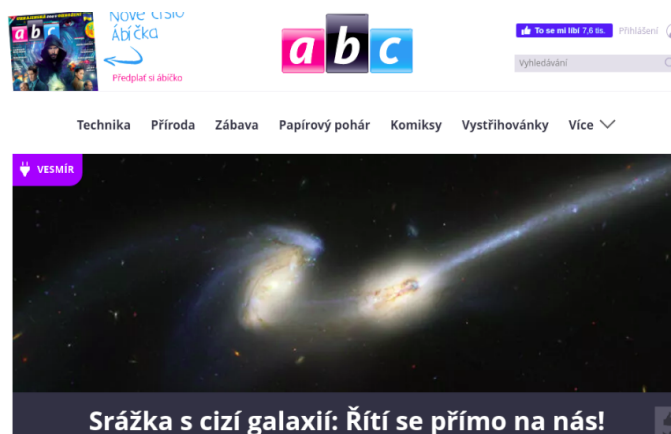 Nové číslo
Ábíčka
Předplať si ábíčko
abc
To se mi líbí 7,6 tis.
Přihlášení
Vyhledávání
Technika Příroda Zábava Papírový pohár Komiksy Vystřihovánky Více
VESMÍR
Srážka s cizí galaxií: Řítí se přímo na nás!